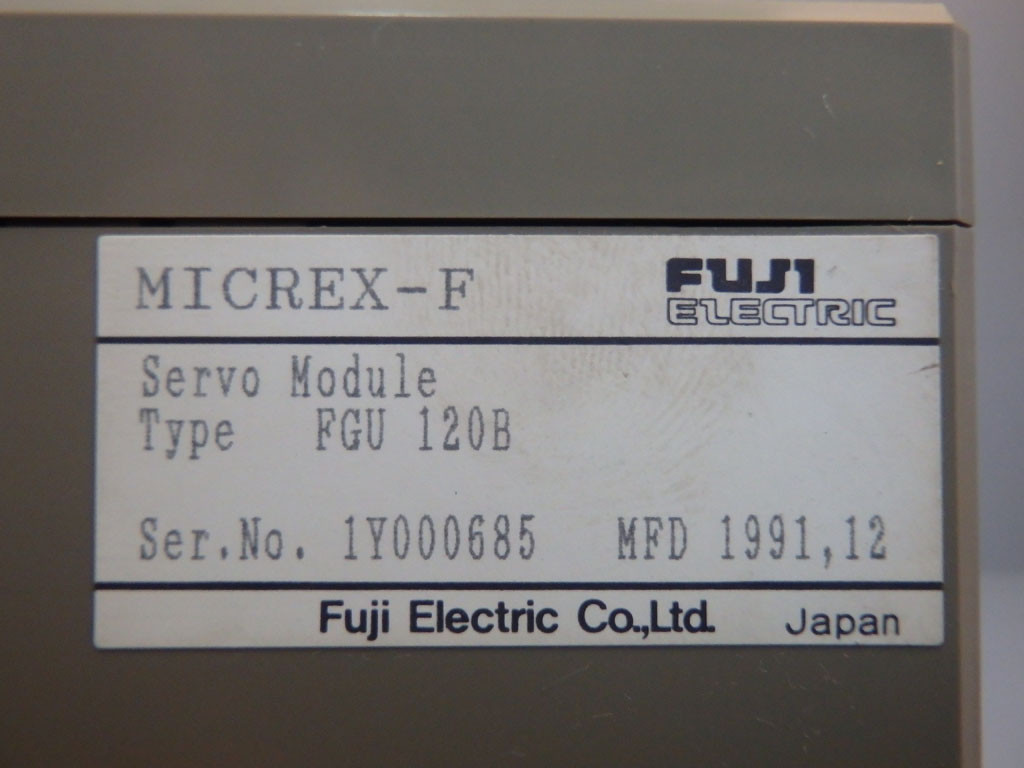 MICREX-F
FUJI
ELECTRIC
Servo Module
Type FGU 120B
Ser.No. 1Y000685 MFD 1991,12
Fuji Electric Co.,Ltd. Japan